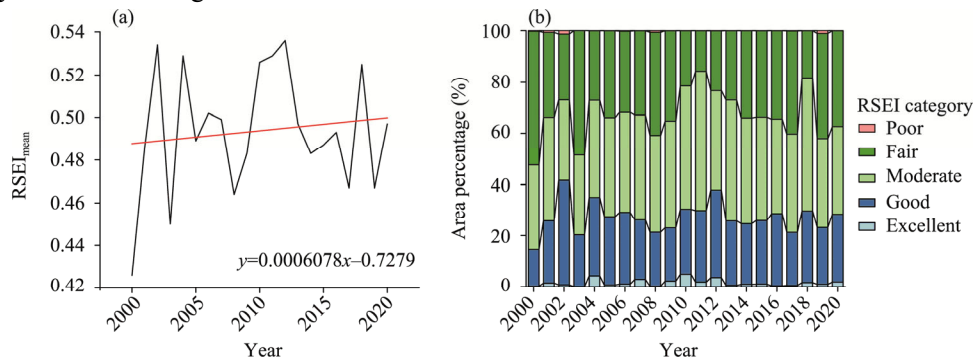 (a)
0.54
0.52
0.50
0.48
0.46
0.44
0.42
RSEImean
y=0.0006078x–0.7279
2000
2005
2010
2015
2020
Year
(b)
100
80
60
40
20
0
Area percentage (%)
2000
2002
2004
2006
2008
2010
2012
2014
2016
2018
2020
Year
RSEI category
Poor
Fair
Moderate
Good
Excellent